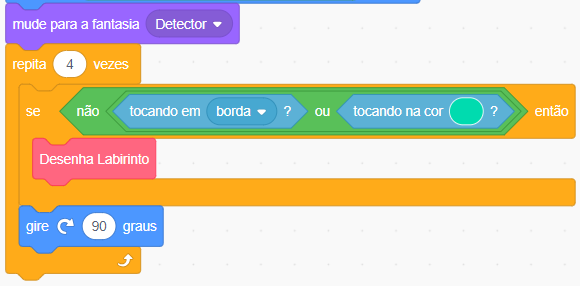 mude para a fantasia Detector
repita 4 vezes
se não tocando em borda ? ou tocando na cor ? então
Desenha Labirinto
gire 90 graus